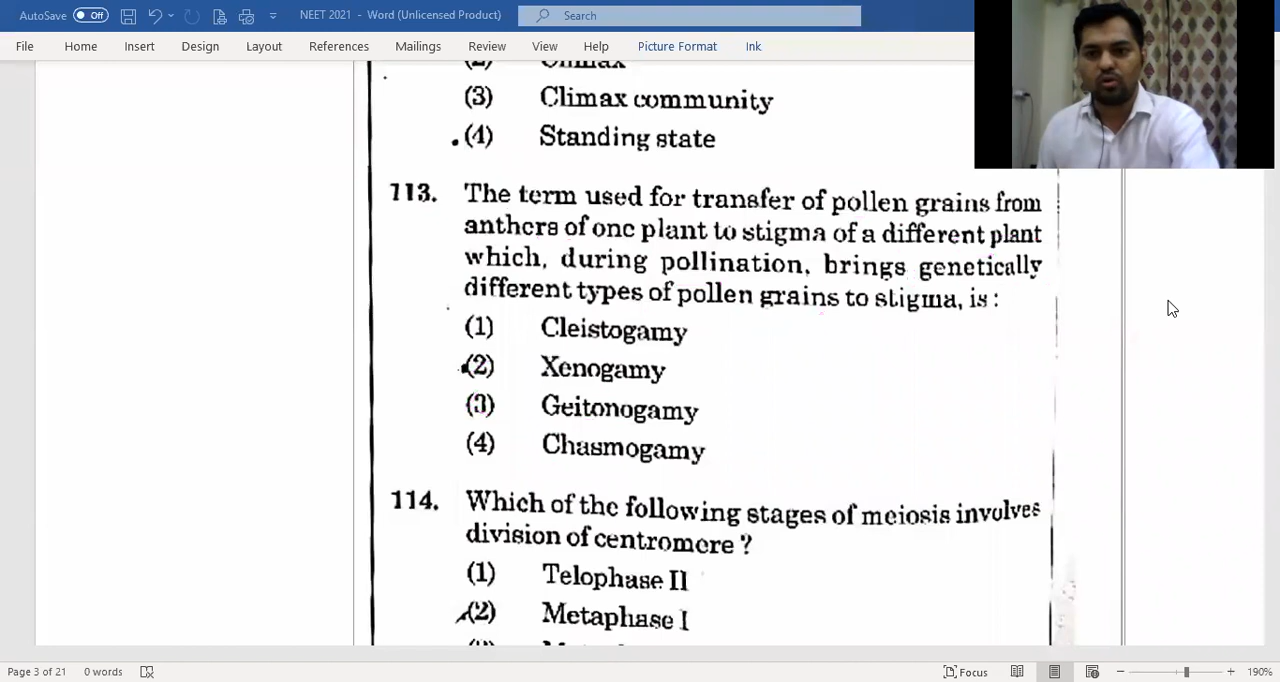 AutoSave Off NEET 2021 - Word (Unlicensed Product) Search
File Home Insert Design Layout References Mailings Review View Help Picture Format Ink
(2) Climax
(3) Climax community
(4) Standing state
113. The term used for transfer of pollen grains from
anthers of one plant to stigma of a different plant
which, during pollination, brings genetically
different types of pollen grains to stigma, is :
(1) Cleistogamy
(2) Xenogamy
(3) Geitonogamy
(4) Chasmogamy
114. Which of the following stages of meiosis involves
division of centromere ?
(1) Telophase II
(2) Metaphase I
Page 3 of 21 0 words Focus 190%